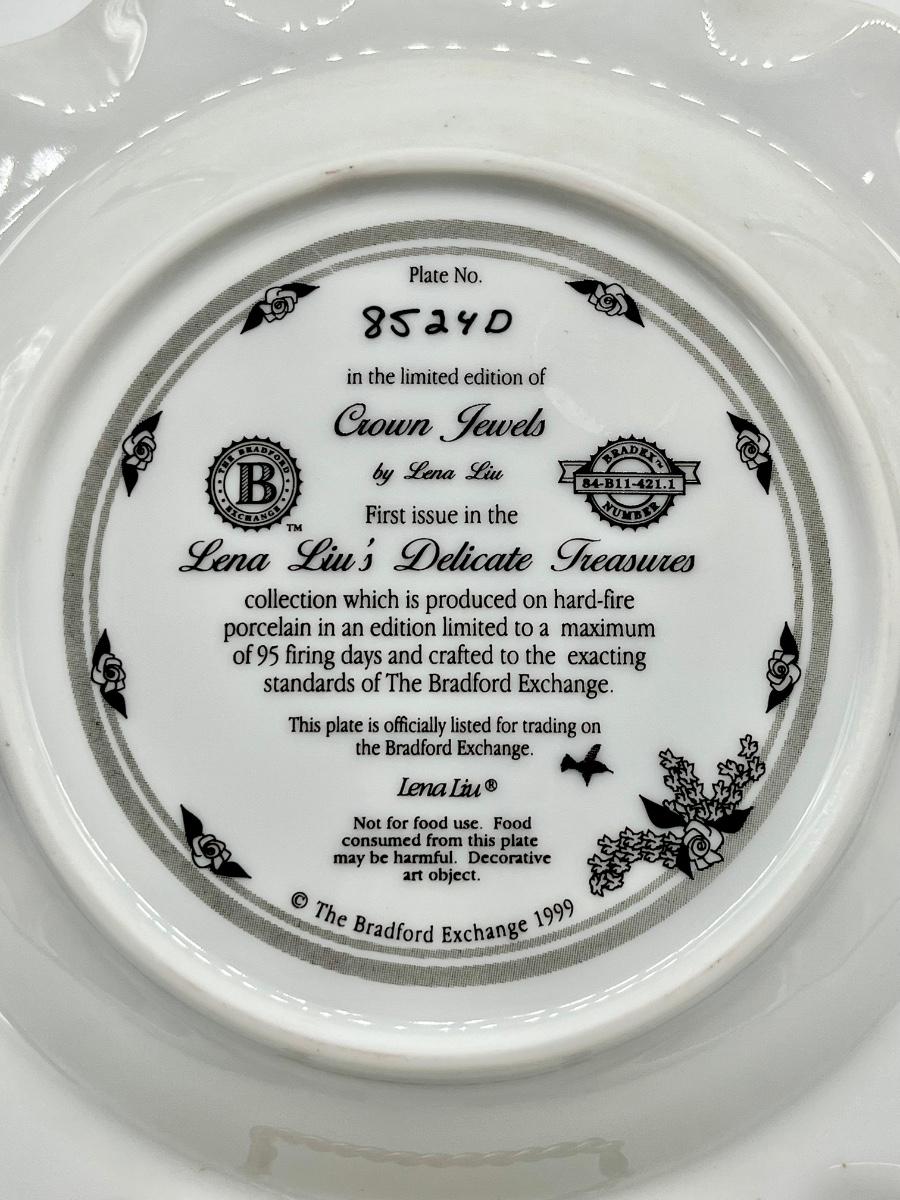 Plate No.
8524D
in the limited edition of
Crown Jewels
by Lena Liu
THE BRADFORD
B
EXCHANGE
TM
BRADEX™
84-B11-421.1
NUMBER
First issue in the
Lena Liu's Delicate Treasures
collection which is produced on hard-fire
porcelain in an edition limited to a maximum
of 95 firing days and crafted to the exacting
standards of The Bradford Exchange.
This plate is officially listed for trading on
the Bradford Exchange.
Lena Liu®
Not for food use. Food
consumed from this plate
may be harmful. Decorative
art object.
© The Bradford Exchange 1999